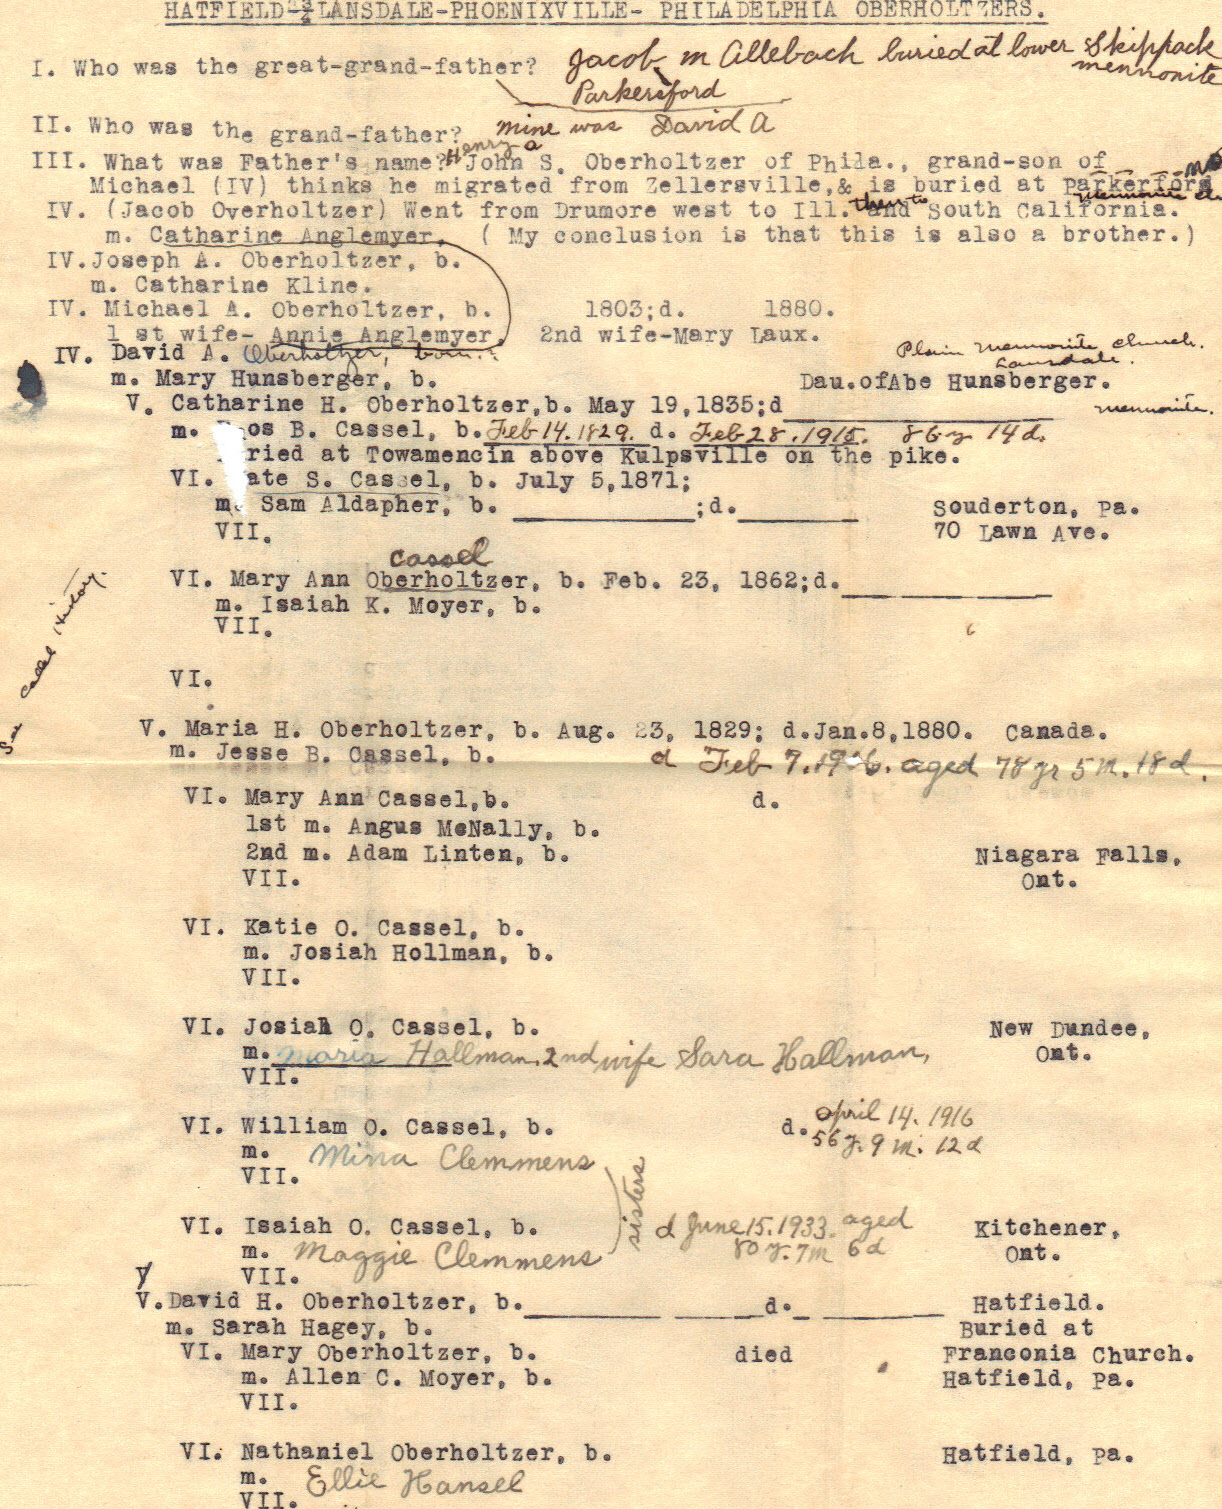 HATFIELD-LANSDALE-PHOENIXVILLE- PHILADELPHIA OBERHOLTZERS.
I. Who was the great-grand-father? Jacob m Allebach buried at lower Skippack
mennonite
Parkersford
II. Who was the grand-father? mine was David A
Henry a
III. What was Father's name? John S. Oberholtzer of Phila., grand-son of
Michael (IV) thinks he migrated from Zellersville,& is buried at parkerford
IV. (Jacob Overholtzer) Went from Drumore west to Ill. and South California.
m. Catharine Anglemyer. ( My conclusion is that this is also a brother.)
IV. Joseph A. Oberholtzer, b.
m. Catharine Kline.
IV. Michael A. Oberholtzer, b. 1803;d. 1880.
1 st wife- Annie Anglemyer, 2nd wife-Mary Laux.
IV. David A. Oberholtzer, born. Plain Mennonite Church.
Lansdale.
m. Mary Hunsberger, b. Dau.ofAbe Hunsberger.
V. Catharine H. Oberholtzer,b. May 19,1835;d mennonite.
m. os B. Cassel, b. Feb 14. 1829. d. Feb 28. 1915. 86 y 14 d.
ried at Towamencin above Kulpsville on the pike.
VI. ate S. Cassel, b. July 5,1871;
m. Sam Aldapher, b. ;d. Souderton, Pa.
VII. 70 Lawn Ave.
cassel
VI. Mary Ann Oberholtzer, b. Feb. 23, 1862;d.
m. Isaiah K. Moyer, b.
VII.
Cassel History.
VI.
V. Maria H. Oberholtzer, b. Aug. 23, 1829; d.Jan.8,1880. Canada.
m. Jesse B. Cassel, b. d Feb 7. aged 78 yr 5 m. 18 d.
VI. Mary Ann Cassel,b. d.
1st m. Angus McNally, b.
2nd m. Adam Linten, b. Niagara Falls,
VII. Ont.
VI. Katie O. Cassel, b.
m. Josiah Hollman, b.
VII.
VI. Josiah O. Cassel, b. New Dundee,
m. Maria Hallman. 2nd wife Sara Hallman, Ont.
VII.
VI. William O. Cassel, b. d. april 14. 1916
56 y. 9 m. 12 d
m. Mina Clemmens
VII.
sisters
VI. Isaiah O. Cassel, b. d June 15. 1933. aged Kitchener,
m. Maggie Clemmens 80 y. 7 m 6 d Ont.
VII.
V. David H. Oberholtzer, b. d. Hatfield.
m. Sarah Hagey, b. Buried at
VI. Mary Oberholtzer, b. died Franconia Church.
m. Allen C. Moyer, b. Hatfield, Pa.
VII.
VI. Nathaniel Oberholtzer, b. Hatfield, Pa.
m. Ellie Hansel
VII.